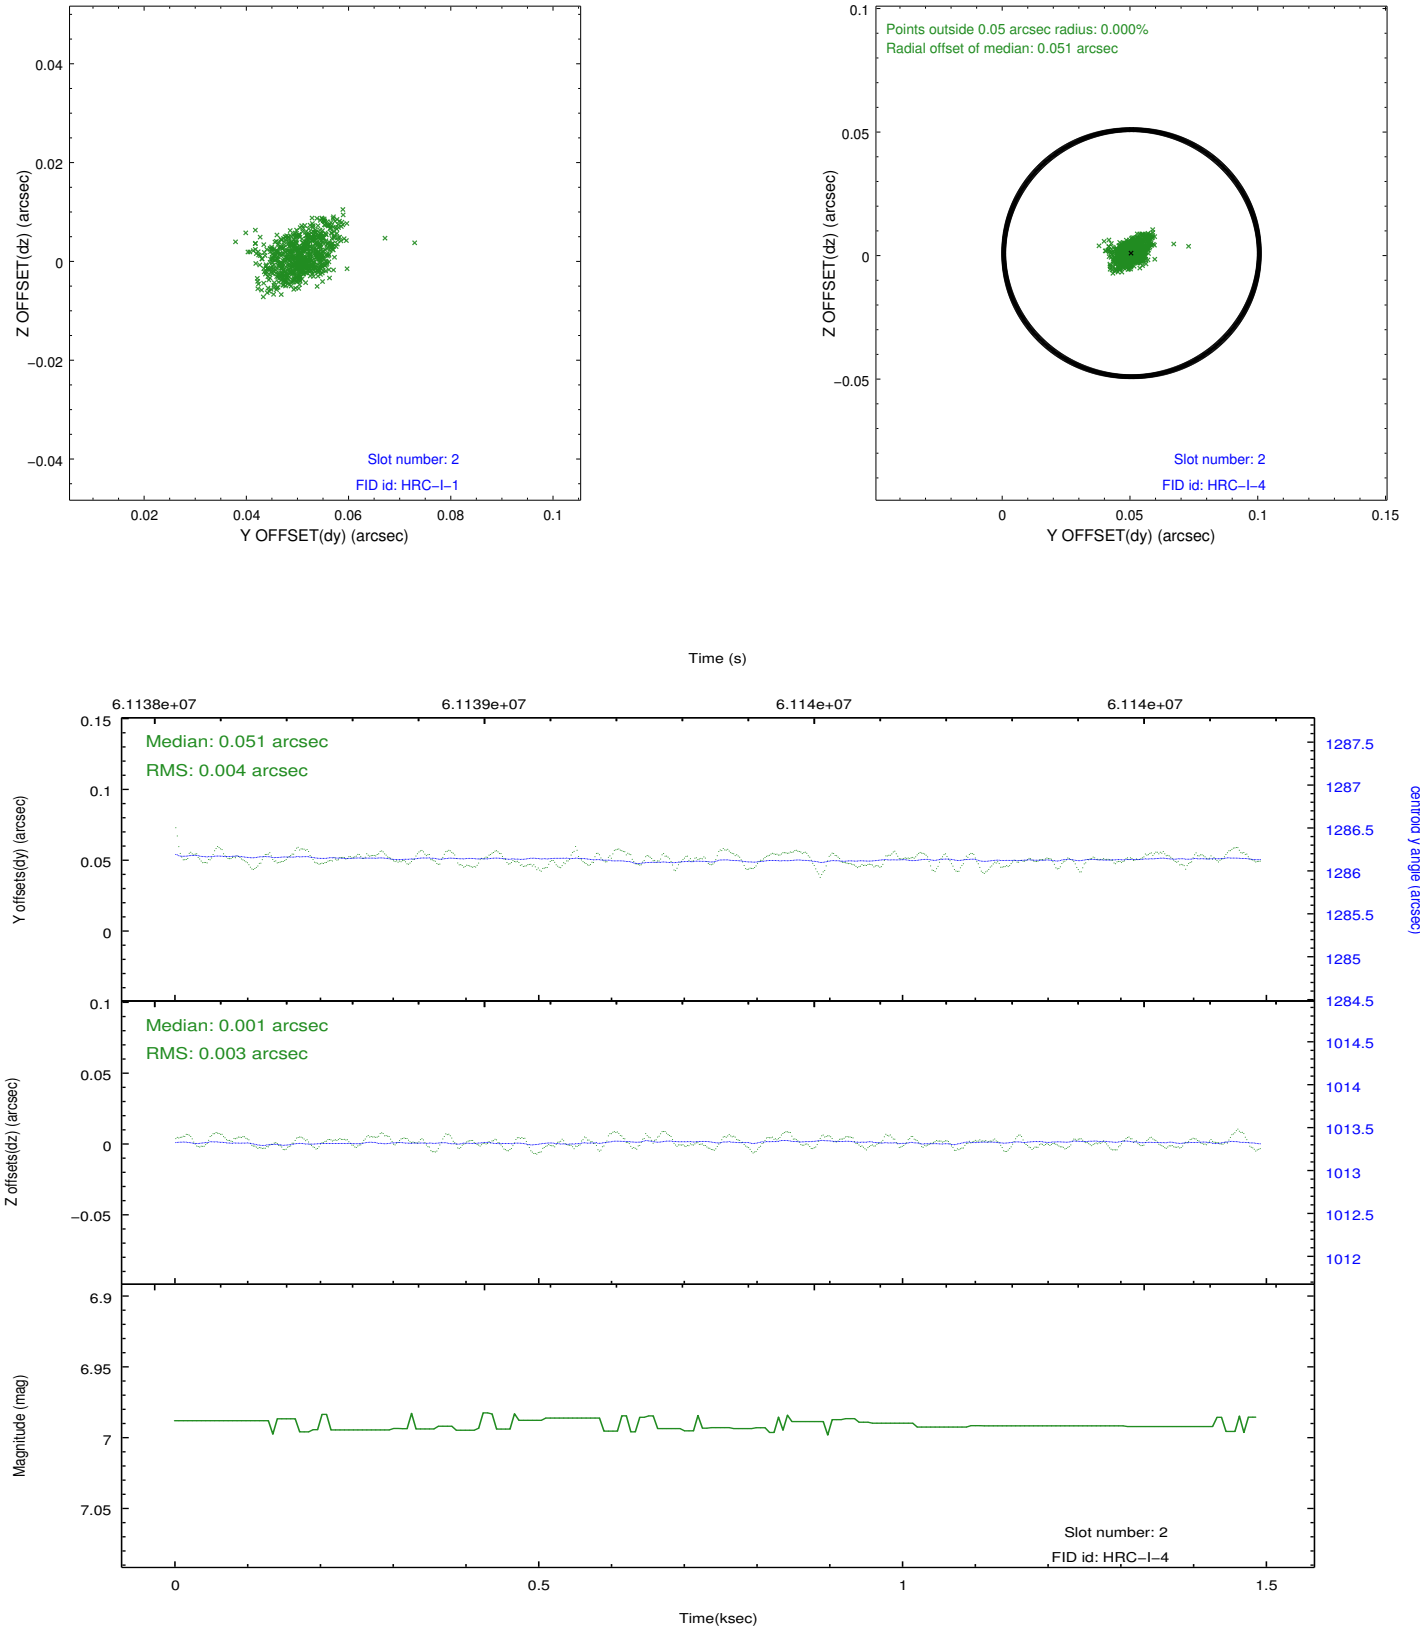 0.04
0.02
0
−0.02
−0.04
Z OFFSET(dz) (arcsec)
Slot number: 2
FID id: HRC−I−1
0.02 0.04 0.06 0.08 0.1
Y OFFSET(dy) (arcsec)
0.1
0.05
0
−0.05
Z OFFSET(dz) (arcsec)
Points outside 0.05 arcsec radius: 0.000%
Radial offset of median: 0.051 arcsec
Slot number: 2
FID id: HRC−I−4
0 0.05 0.1 0.15
Y OFFSET(dy) (arcsec)
Time (s)
6.1138e+07 6.1139e+07 6.114e+07 6.114e+07
0.15
0.1
0.05
0
Y offsets(dy) (arcsec)
Median: 0.051 arcsec
RMS: 0.004 arcsec
1287.5
1287
1286.5
1286
1285.5
1285
1284.5
centroid y angle (arcsec)
0.1
0.05
0
−0.05
Z offsets(dz) (arcsec)
Median: 0.001 arcsec
RMS: 0.003 arcsec
1014.5
1014
1013.5
1013
1012.5
1012
6.9
6.95
7
7.05
Magnitude (mag)
Slot number: 2
FID id: HRC−I−4
0 0.5 1 1.5
Time(ksec)